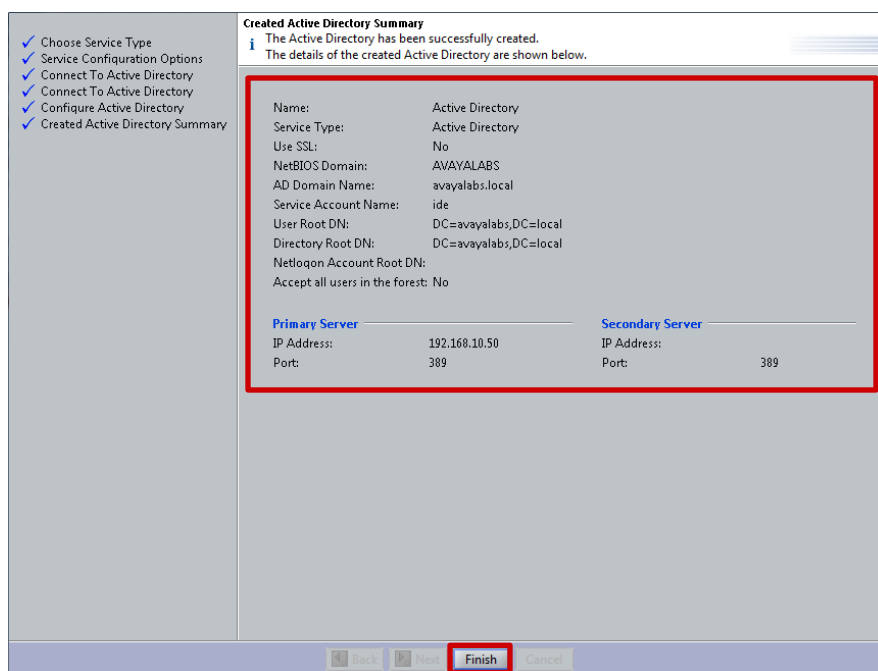 Choose Service Type
Service Configuration Options
Connect To Active Directory
Connect To Active Directory
Configure Active Directory
Created Active Directory Summary
Created Active Directory Summary
i The Active Directory has been successfully created.
The details of the created Active Directory are shown below.
Name: Active Directory
Service Type: Active Directory
Use SSL: No
NetBIOS Domain: AVAYALABS
AD Domain Name: avayalabs.local
Service Account Name: ide
User Root DN: DC=avayalabs,DC=local
Directory Root DN: DC=avayalabs,DC=local
Netlogon Account Root DN:
Accept all users in the forest: No
Primary Server Secondary Server
IP Address: 192.168.10.50 IP Address:
Port: 389 Port: 389
Back Next Finish Cancel